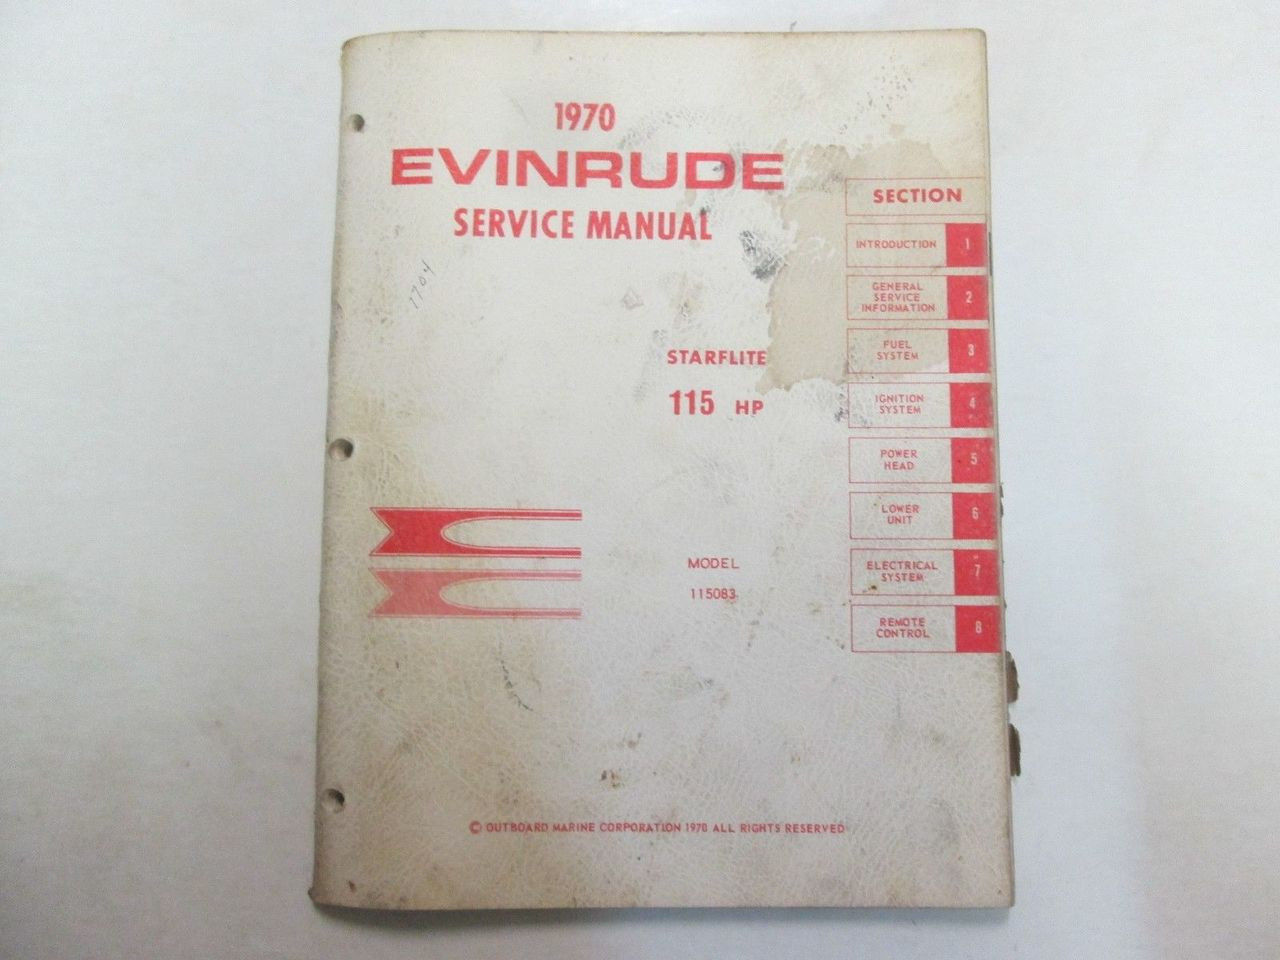 1970
EVINRUDE
SERVICE MANUAL
1704
STARFLITE
115 HP
MODEL
115083
SECTION
INTRODUCTION 1
GENERAL
SERVICE 2
INFORMATION
FUEL
SYSTEM 3
IGNITION
SYSTEM 4
POWER
HEAD 5
LOWER
UNIT 6
ELECTRICAL
SYSTEM 7
REMOTE
CONTROL 8
© OUTBOARD MARINE CORPORATION 1970 ALL RIGHTS RESERVED